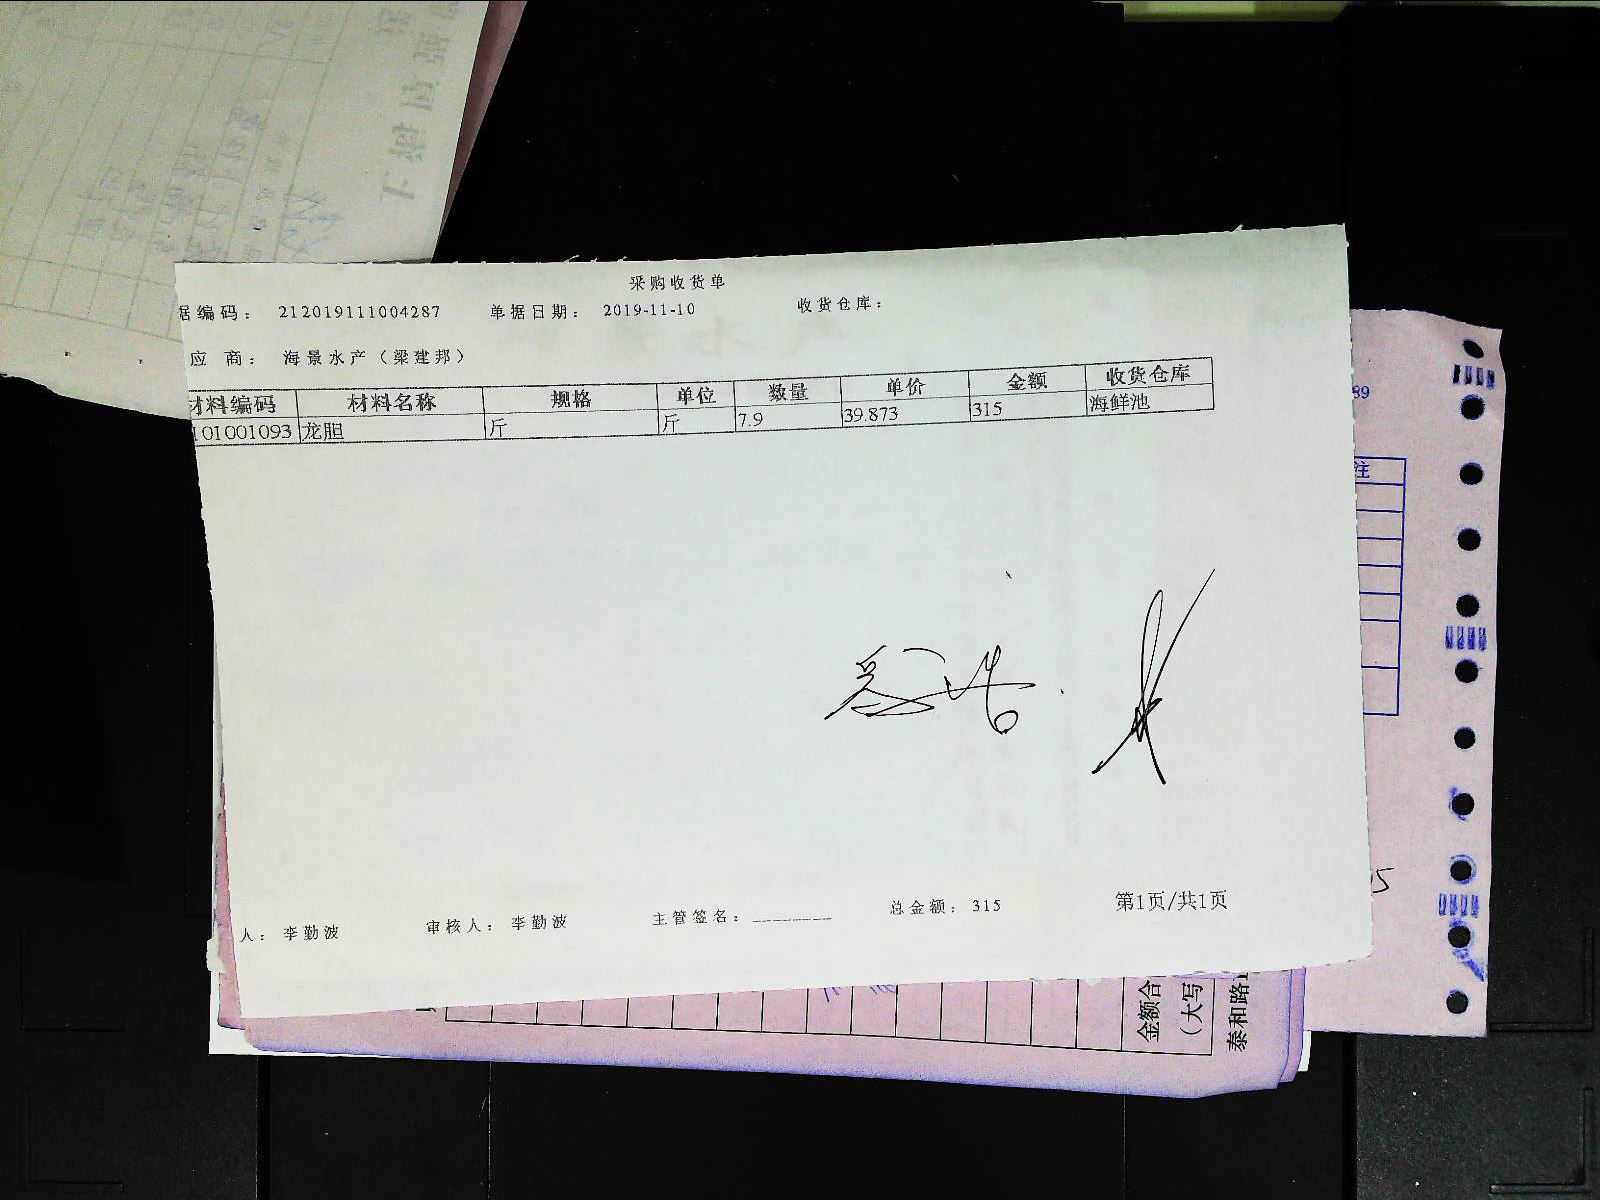 采购收货单
据编码： 212019111004287 单据日期： 2019-11-10 收货仓库：
应 商： 海景水产（梁建邦）
材料编码 材料名称 规格 单位 数量 单价 金额 收货仓库
101001093 龙胆 斤 斤 7.9 39.873 315 海鲜池
人： 李勤波 审核人： 李勤波 主管签名： 总金额： 315 第1页/共1页
89
注
金额合
（大写
泰和路